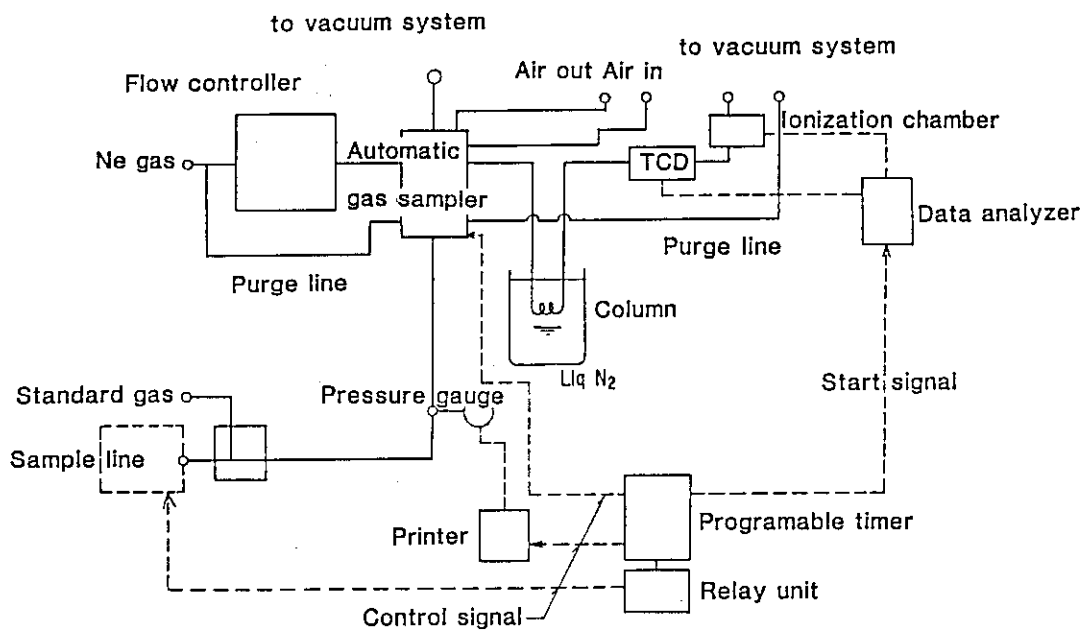 to vacuum system
to vacuum system
Air out Air in
Flow controller
Ionization chamber
Ne gas
Automatic
gas sampler
TCD
Data analyzer
Purge line
Purge line
Column
Liq N₂
Start signal
Standard gas
Pressure gauge
Sample line
Printer
Programable timer
Relay unit
Control signal